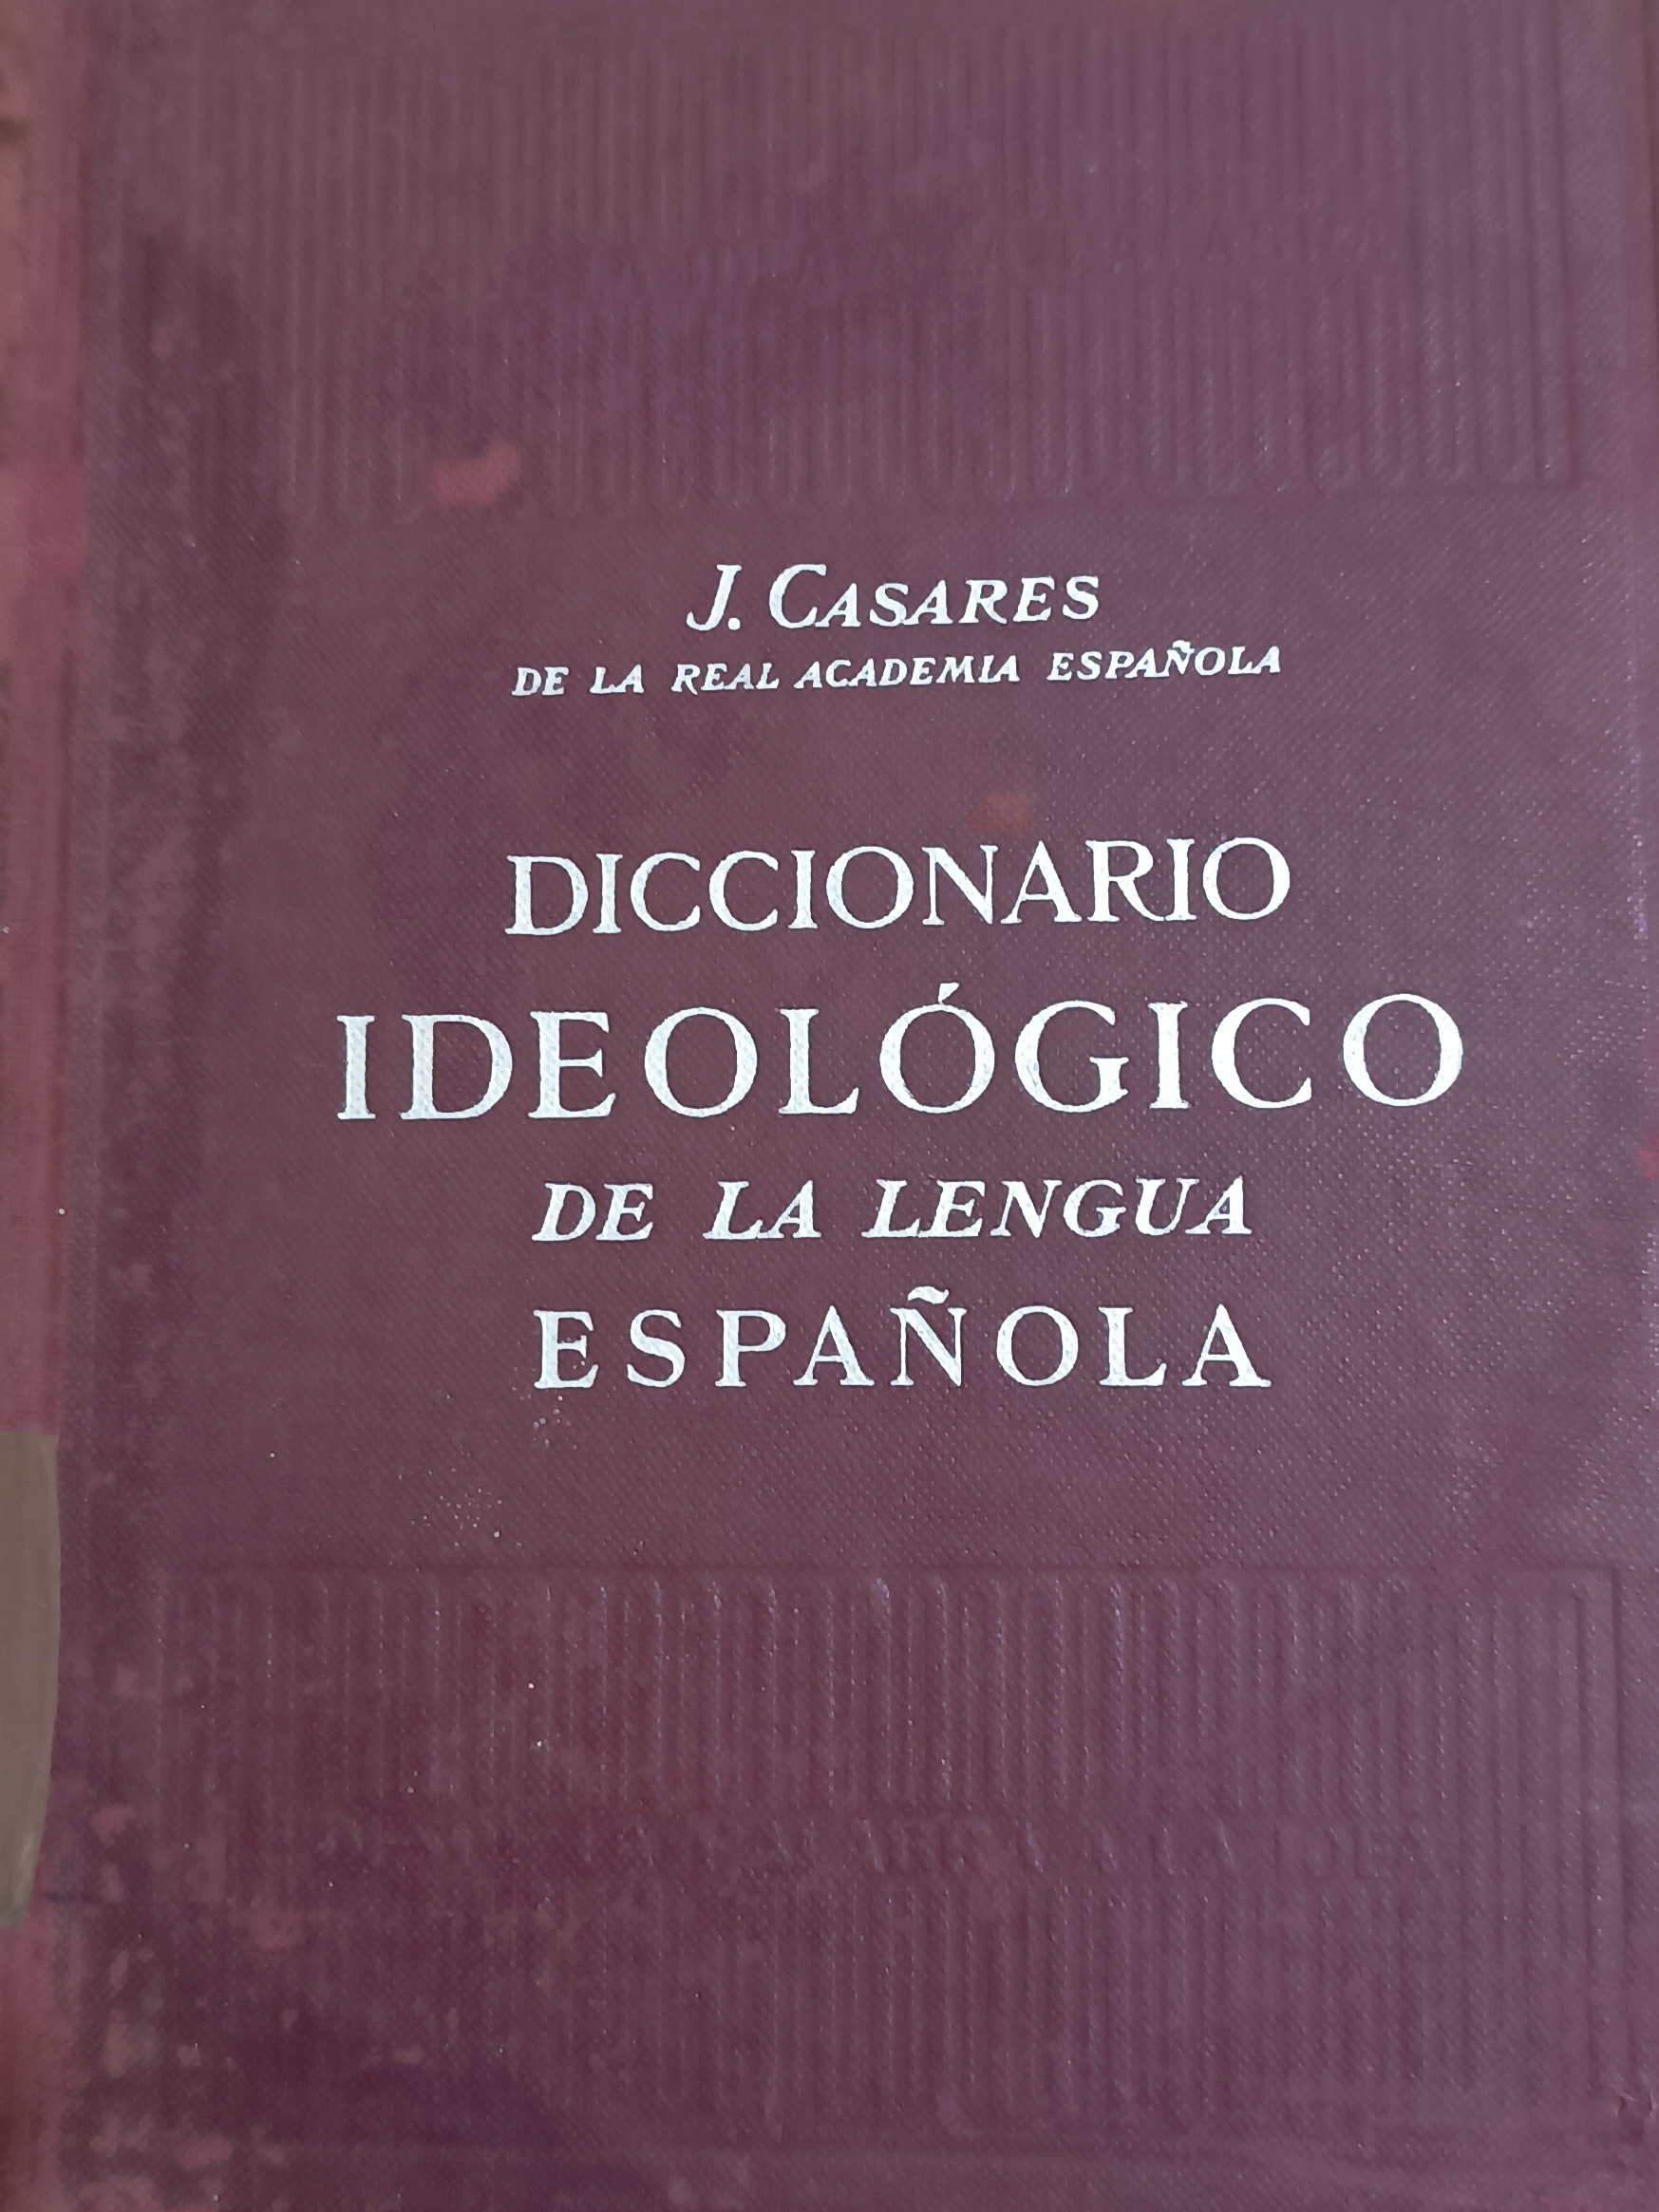 J. CASARES
DE LA REAL ACADEMIA ESPAÑOLA
DICCIONARIO
IDEOLÓGICO
DE LA LENGUA
ESPAÑOLA